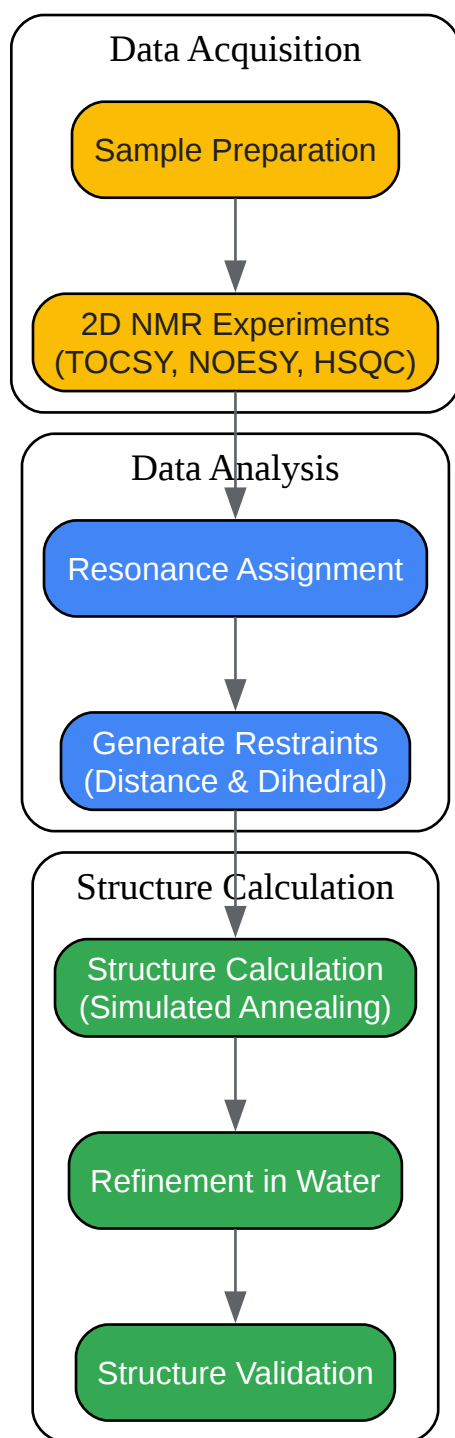 Data Acquisition
Sample Preparation
2D NMR Experiments
(TOCSY, NOESY, HSQC)
Data Analysis
Resonance Assignment
Generate Restraints
(Distance & Dihedral)
Structure Calculation
Structure Calculation
(Simulated Annealing)
Refinement in Water
Structure Validation